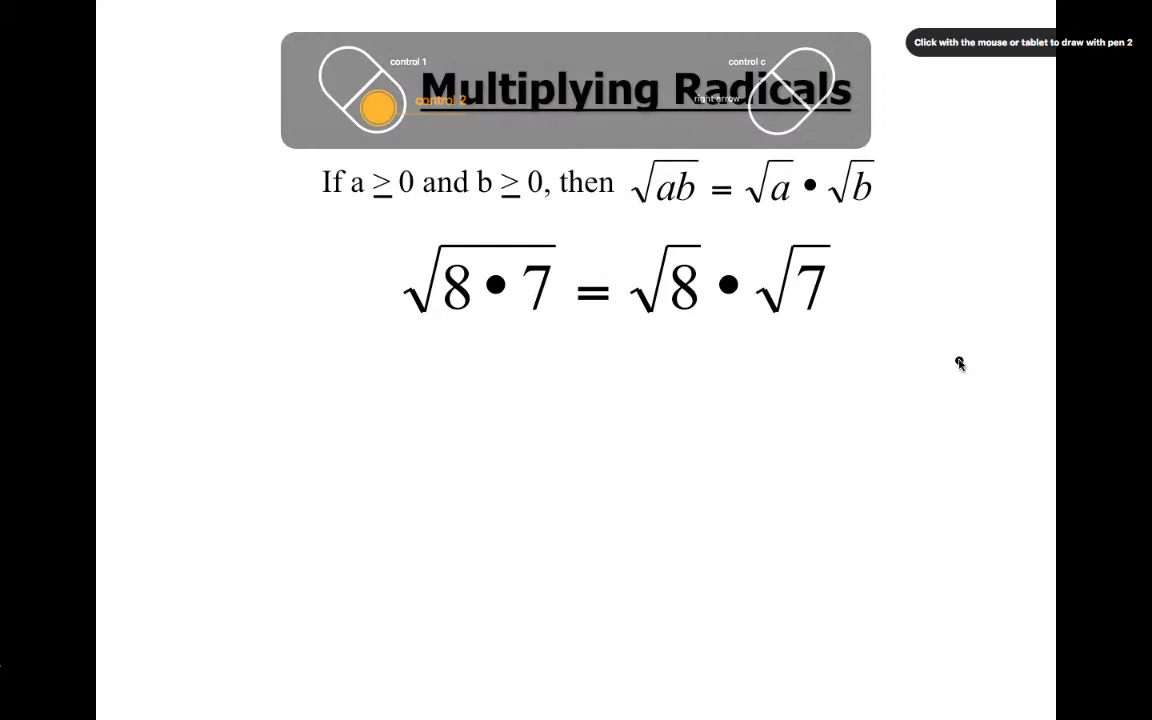 Click with the mouse or tablet to draw with pen 2
control 1
control c
Multiplying Radicals
control 2
right arrow
If a ≥ 0 and b ≥ 0, then √ab = √a • √b
√8 • 7 = √8 • √7